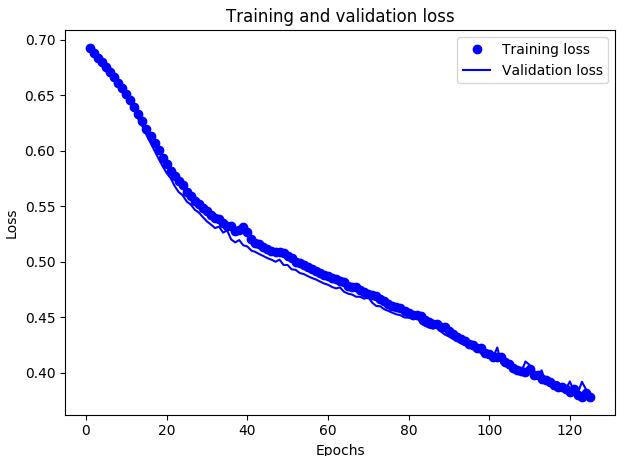 Training and validation loss
Training loss
Validation loss
Loss
0.70
0.65
0.60
0.55
0.50
0.45
0.40
0
20
40
60
80
100
120
Epochs